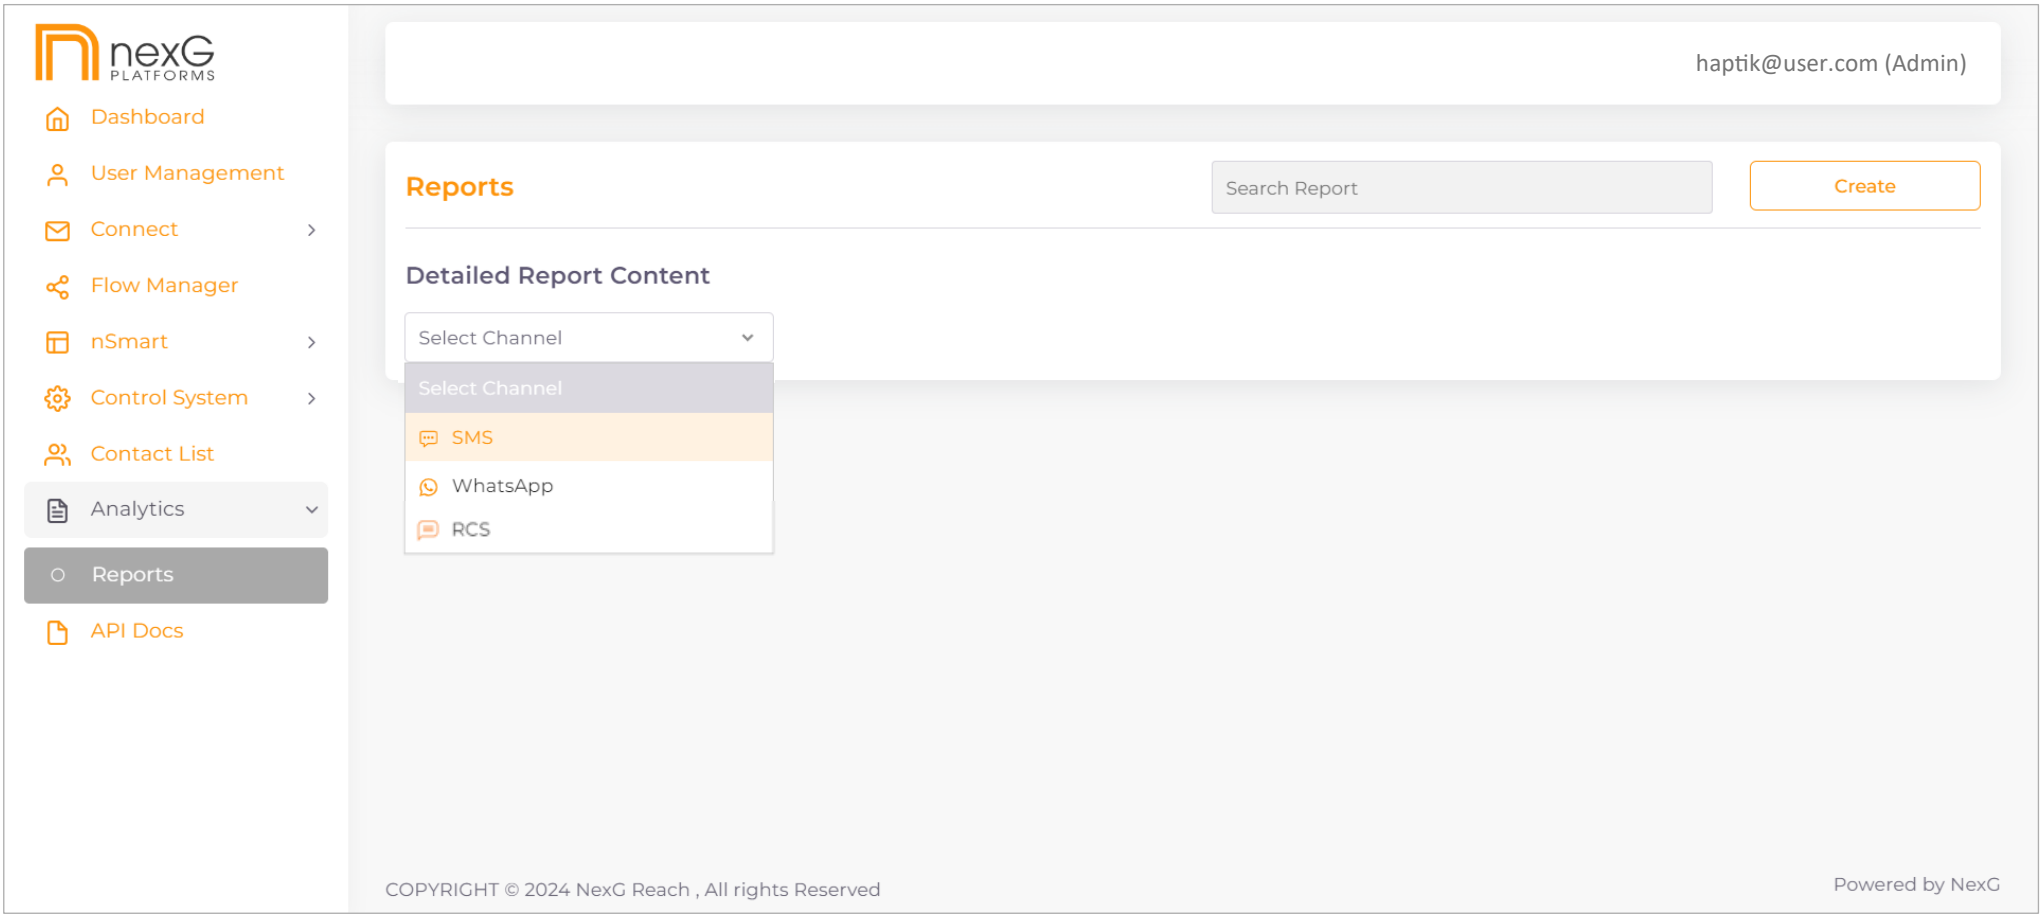 nexG
PLATFORMS
Dashboard
User Management
Connect
Flow Manager
nSmart
Control System
Contact List
Analytics
Reports
API Docs
haptik@user.com (Admin)
Reports
Search Report
Create
Detailed Report Content
Select Channel
Select Channel
SMS
WhatsApp
RCS
COPYRIGHT © 2024 NexG Reach , All rights Reserved
Powered by NexG